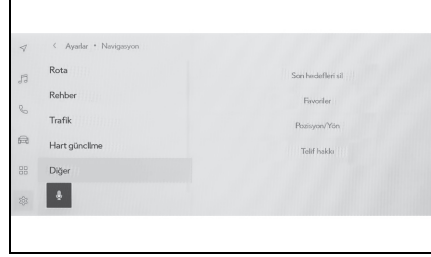 < Ayarlar • Navigasyon
Rota
Rehber
Trafik
Hart güncllme
Diğer
Son hedefleri sil
Favoriler
Pozisyon/Yön
Telif hakkı